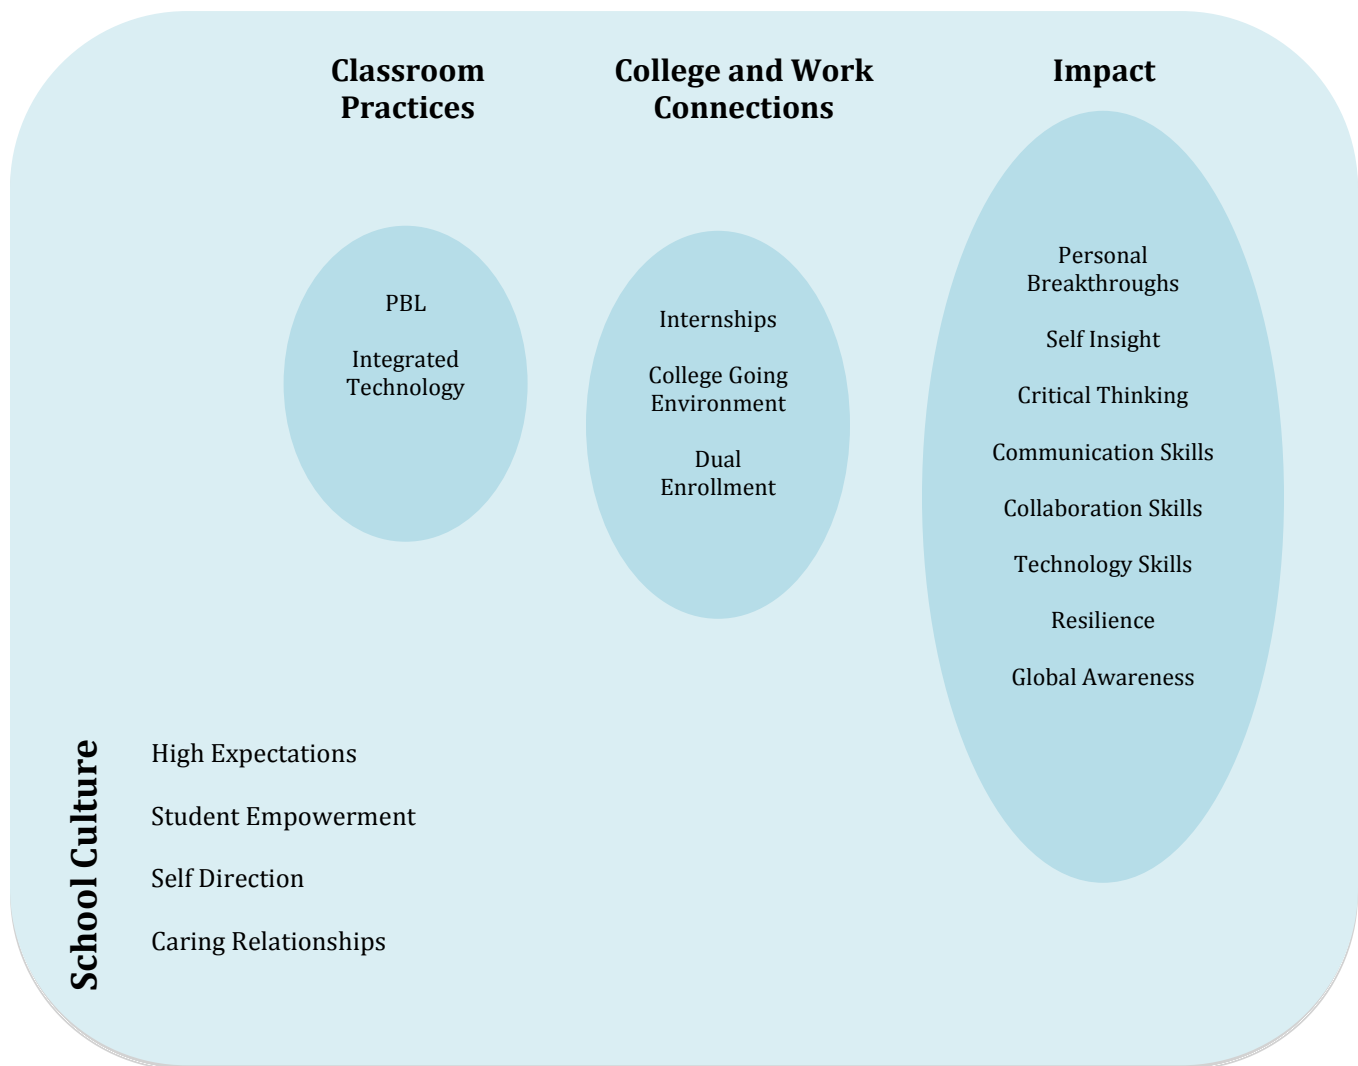 Classroom
Practices
College and Work
Connections
Impact
PBL
Integrated
Technology
Internships
College Going
Environment
Dual
Enrollment
Personal
Breakthroughs
Self Insight
Critical Thinking
Communication Skills
Collaboration Skills
Technology Skills
Resilience
Global Awareness
School Culture
High Expectations
Student Empowerment
Self Direction
Caring Relationships